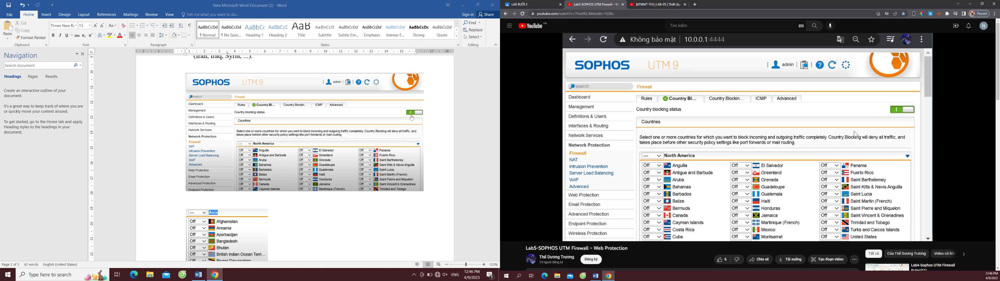 New Microsoft Word Document (2) - Word
File Home Insert Design Layout References Mailings Review View Tell me what you want to do...
Sign in Share
Paste
Cut
Copy
Format Painter
Clipboard
Times New R 13
Font
Paragraph
AaBbCcDd AaBbCcDd AaBbC AaBbCcC AaB AaBbCcD AaBbCcDd AaBbCcDd AaBbCcDd AaBbCcDc AaBbCcDd
¶ Normal ¶ No Spac... Heading 1 Heading 2 Title Subtitle Subtle Em... Emphasis Intense E... Strong Quote
Styles
Find
Replace
Select
Editing
Navigation
Search document
Headings Pages Results
Create an interactive outline of your
document.
It's a great way to keep track of where you are
or quickly move your content around.
To get started, go to the Home tab and apply
Heading styles to the headings in your
document.
(Iran, Iraq, Syria, ...).
SOPHOS UTM 9
admin
search
Firewall
Dashboard
Management
Definitions & Users
Interfaces & Routing
Network Services
Network Protection
Firewall
NAT
Intrusion Prevention
Server Load Balancing
VoIP
Advanced
Web Protection
Email Protection
Advanced Protection
Endpoint Protection
Rules Country Bl... Country Blockin... ICMP Advanced
Country blocking status
Countries
Select one or more countries for which you want to block incoming and outgoing traffic completely. Country Blocking will deny all traffic, and
takes place before other security policy settings like port forwards or mail routing.
--- North America
Off Anguilla Off El Salvador Off Panama
Off Antigua and Barbuda Off Greenland Off Puerto Rico
Off Aruba Off Grenada Off Saint Barthelemy
Off Bahamas Off Guadeloupe Off Saint Kitts & Nevis Anguilla
Off Barbados Off Guatemala Off Saint Lucia
Off Belize Off Haiti Off Saint Martin (French)
Off Bermuda Off Honduras Off Saint Pierre and Miquelon
Off Canada Off Jamaica Off Saint Vincent & Grenadines
Off Cayman Islands Off Martinique (French) Off Trinidad and Tobago
--- Asia
Off Afghanistan
Off Armenia
Off Azerbaidjan
Off Bangladesh
Off Bhutan
Off British Indian Ocean Terri...
Off Brunei Darussalam
Page 2 of 3 62 words English (United States)
123%
Type here to search
ENG
12:46 PM
4/9/2023
1
LAB BUỔI 5
Lab5-SOPHOS UTM Firewall – W
[ATMMT-TH] | LAB-05 | Thiết lập
youtube.com/watch?v=7Hut9Q-Bkhw&t=1530s
Paused
YouTube VN
Tìm kiếm
N
Không bảo mật 10.0.0.1:4444
SOPHOS UTM 9
admin
search
Firewall
Dashboard
Management
Definitions & Users
Interfaces & Routing
Network Services
Network Protection
Firewall
NAT
Intrusion Prevention
Server Load Balancing
VoIP
Advanced
Web Protection
Email Protection
Advanced Protection
Endpoint Protection
Wireless Protection
Rules Country Bl... Country Blockin... ICMP Advanced
Country blocking status
Countries
Select one or more countries for which you want to block incoming and outgoing traffic completely. Country Blocking will deny all traffic, and
takes place before other security policy settings like port forwards or mail routing.
--- North America
Off Anguilla Off El Salvador Off Panama
Off Antigua and Barbuda Off Greenland Off Puerto Rico
Off Aruba Off Grenada Off Saint Barthelemy
Off Bahamas Off Guadeloupe Off Saint Kitts & Nevis Anguilla
Off Barbados Off Guatemala Off Saint Lucia
Off Belize Off Haiti Off Saint Martin (French)
Off Bermuda Off Honduras Off Saint Pierre and Miquelon
Off Canada Off Jamaica Off Saint Vincent & Grenadines
Off Cayman Islands Off Martinique (French) Off Trinidad and Tobago
Off Costa Rica Off Mexico Off Turks and Caicos Islands
Off Cuba Off Montserrat Off United States
Lab5-SOPHOS UTM Firewall – Web Protection
Thế Dương Trương
19 người đăng ký
Đăng ký
6
Chia sẻ
Tải xuống
Tạo đoạn video
Tất cả Của Thế Dương Trương Video có liên
Lab4-Sophos UTM Firewall
Rules(01)
12:46 PM
4/9/2023